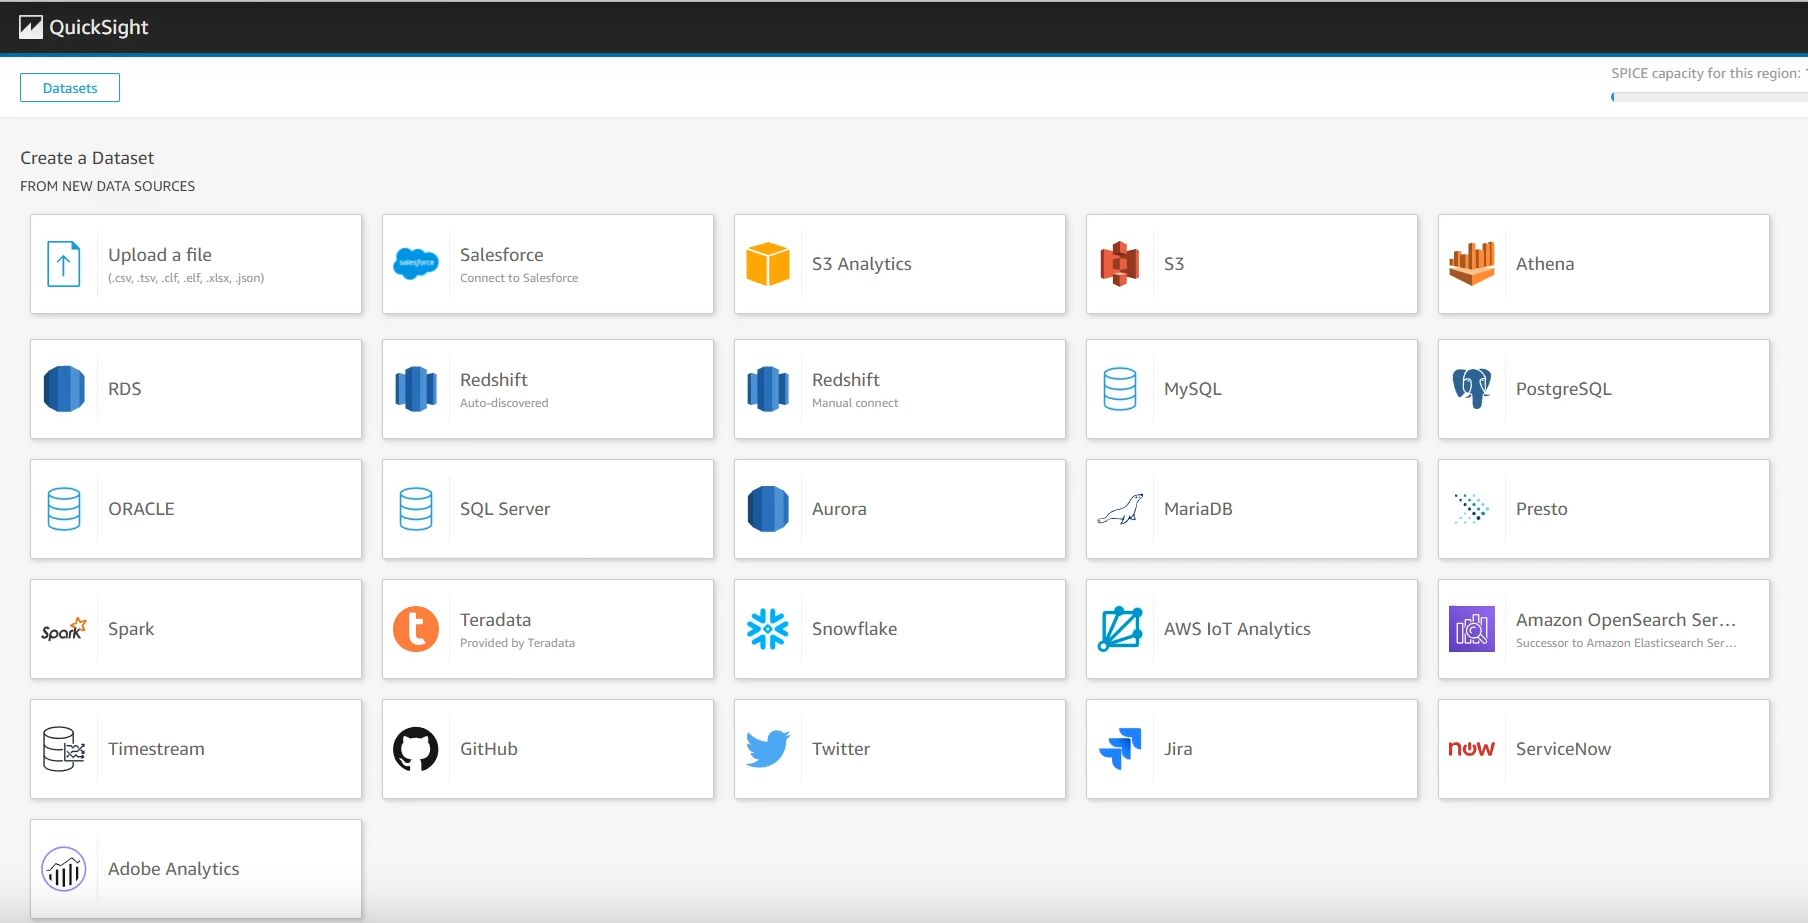 QuickSight
Datasets
SPICE capacity for this region:
Create a Dataset
FROM NEW DATA SOURCES
Upload a file
(.csv, .tsv, .clf, .elf, .xlsx, .json)
salesforce
Salesforce
Connect to Salesforce
S3 Analytics
S3
Athena
RDS
Redshift
Auto-discovered
Redshift
Manual connect
MySQL
PostgreSQL
ORACLE
SQL Server
Aurora
MariaDB
Presto
Spark
Spark
t
Teradata
Provided by Teradata
Snowflake
AWS IoT Analytics
Amazon OpenSearch Ser...
Successor to Amazon Elasticsearch Ser...
Timestream
GitHub
Twitter
Jira
now
ServiceNow
Adobe Analytics